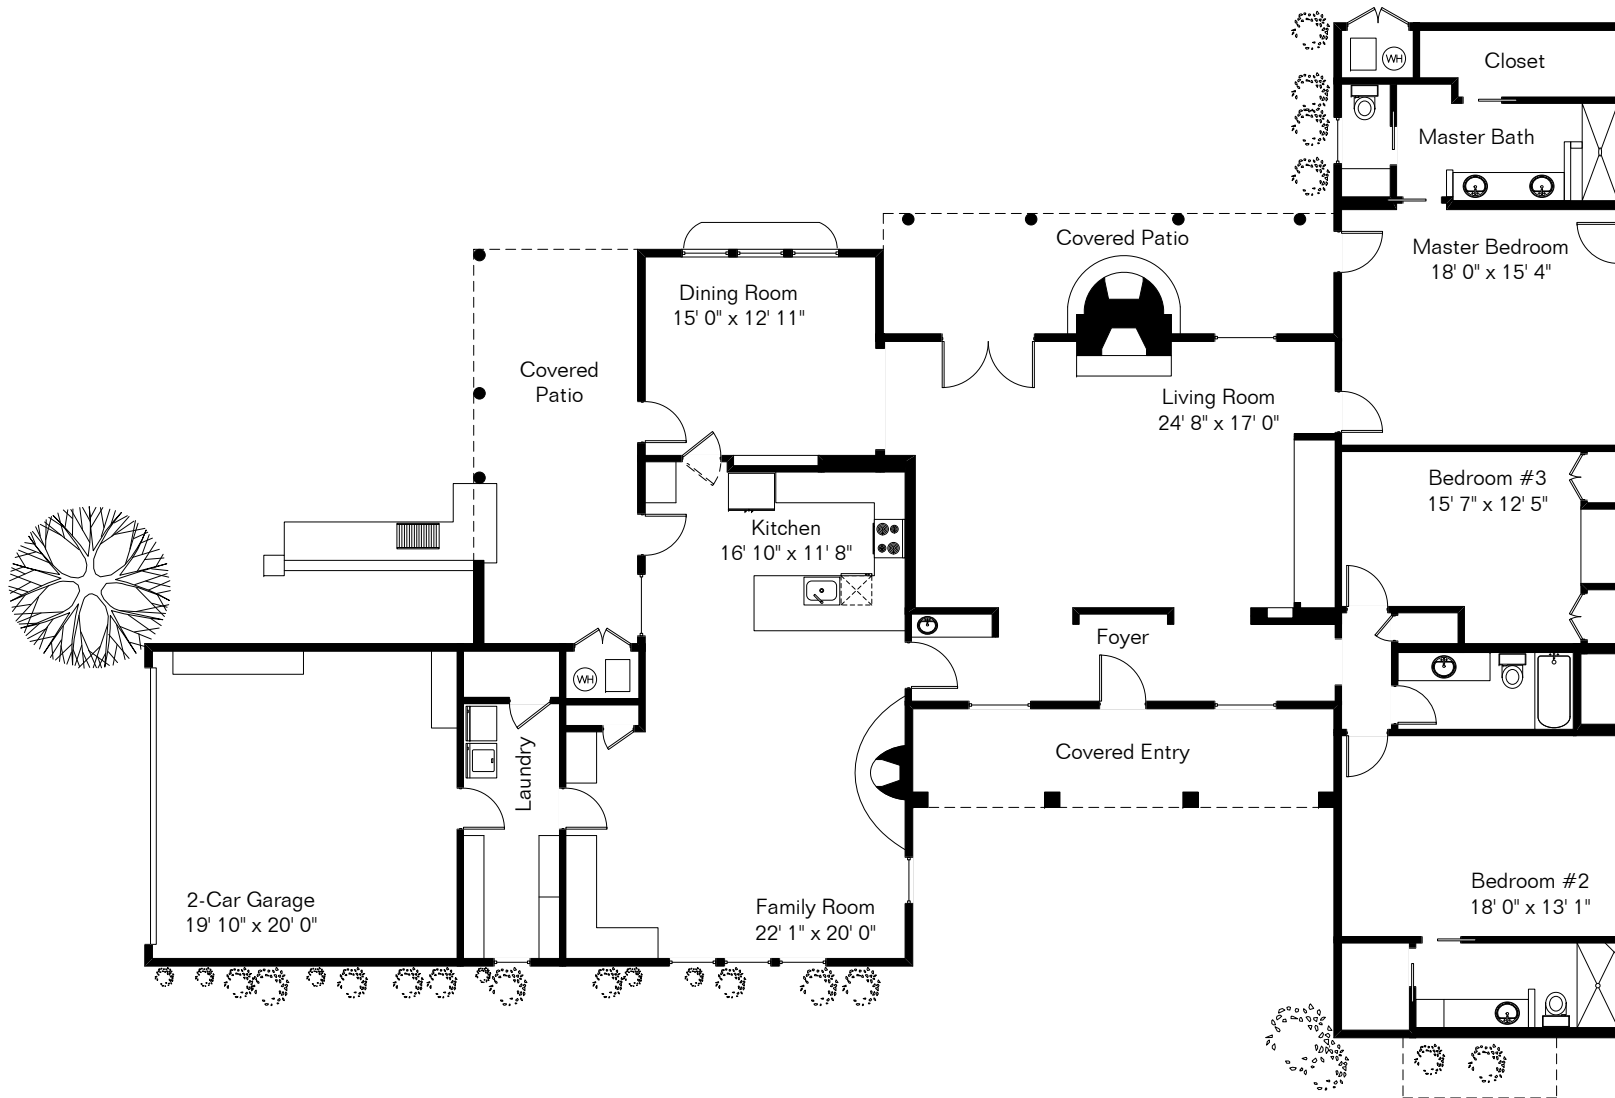 WH
Closet
Master Bath
Covered Patio
Master Bedroom
18' 0" x 15' 4"
Dining Room
15' 0" x 12' 11"
Covered
Patio
Living Room
24' 8" x 17' 0"
Bedroom #3
15' 7" x 12' 5"
Kitchen
16' 10" x 11' 8"
Foyer
WH
Laundry
Covered Entry
2-Car Garage
19' 10" x 20' 0"
Family Room
22' 1" x 20' 0"
Bedroom #2
18' 0" x 13' 1"